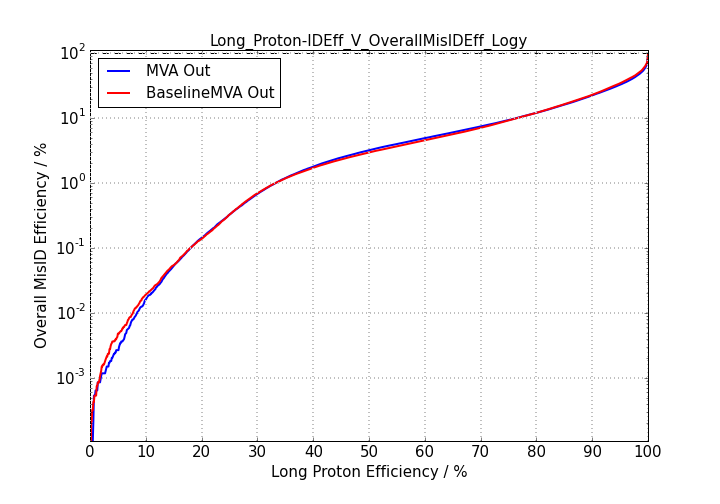 Long_Proton-IDEff_V_OverallMisIDEff_Logy
MVA Out
BaselineMVA Out
Overall MisID Efficiency / %
10^2
10^1
10^0
10^-1
10^-2
10^-3
0 10 20 30 40 50 60 70 80 90 100
Long Proton Efficiency / %